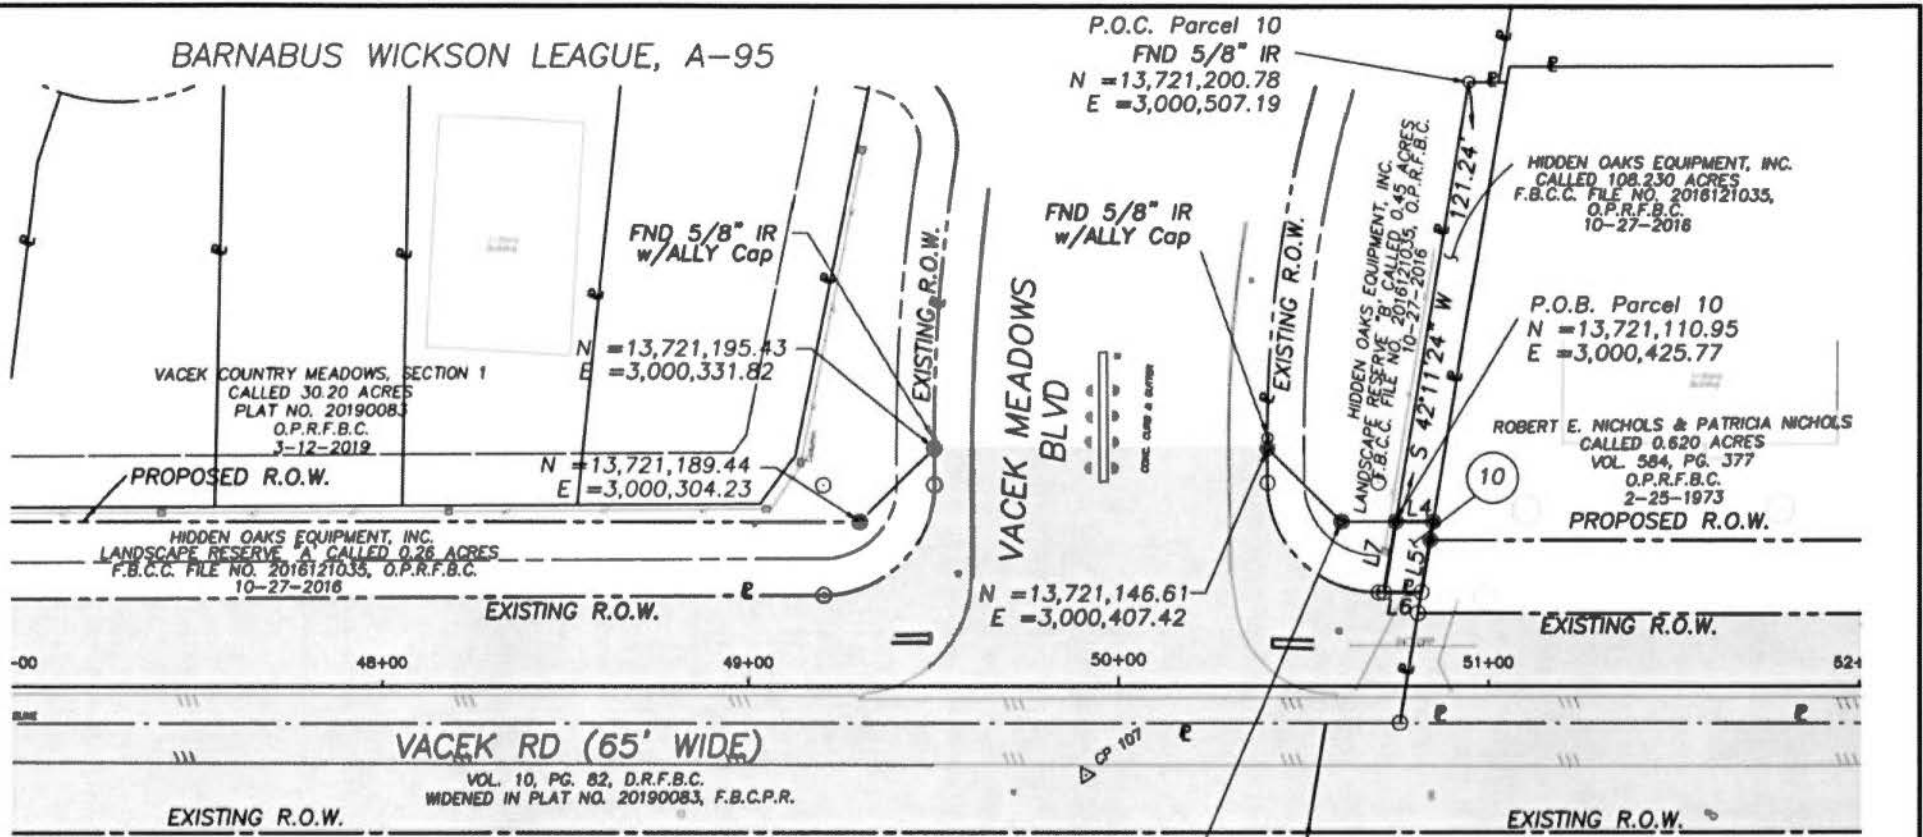 BARNABUS WICKSON LEAGUE, A-95
P.O.C. Parcel 10
FND 5/8" IR
N =13,721,200.78
E =3,000,507.19
FND 5/8" IR
w/ALLY Cap
N =13,721,195.43
E =3,000,331.82
EXISTING R.O.W.
VACEK COUNTRY MEADOWS, SECTION 1
CALLED 30.20 ACRES
PLAT NO. 20190083
O.P.R.F.B.C.
3-12-2019
PROPOSED R.O.W.
N =13,721,189.44
E =3,000,304.23
HIDDEN OAKS EQUIPMENT, INC.
LANDSCAPE RESERVE "A" CALLED 0.26 ACRES
F.B.C.C. FILE NO. 2016121035, O.P.R.F.B.C.
10-27-2016
EXISTING R.O.W.
VACEK MEADOWS
BLVD
CONC. CURB & GUTTER
FND 5/8" IR
w/ALLY Cap
EXISTING R.O.W.
HIDDEN OAKS EQUIPMENT, INC.
LANDSCAPE RESERVE "B" CALLED 0.45 ACRES
F.B.C.C. FILE NO. 2016121035, O.P.R.F.B.C.
10-27-2016
S 42°11'24" W
121.24'
HIDDEN OAKS EQUIPMENT, INC.
CALLED 108.230 ACRES
F.B.C.C. FILE NO. 2016121035,
O.P.R.F.B.C.
10-27-2016
P.O.B. Parcel 10
N =13,721,110.95
E =3,000,425.77
ROBERT E. NICHOLS & PATRICIA NICHOLS
CALLED 0.620 ACRES
VOL. 584, PG. 377
O.P.R.F.B.C.
2-25-1973
10
PROPOSED R.O.W.
L4
L5
L7
L6
N =13,721,146.61
E =3,000,407.42
EXISTING R.O.W.
-00
48+00
49+00
50+00
51+00
52+
VACEK RD (65' WIDE)
VOL. 10, PG. 82, D.R.F.B.C.
WIDENED IN PLAT NO. 20190083, F.B.C.P.R.
CP 107
EXISTING R.O.W.
EXISTING R.O.W.